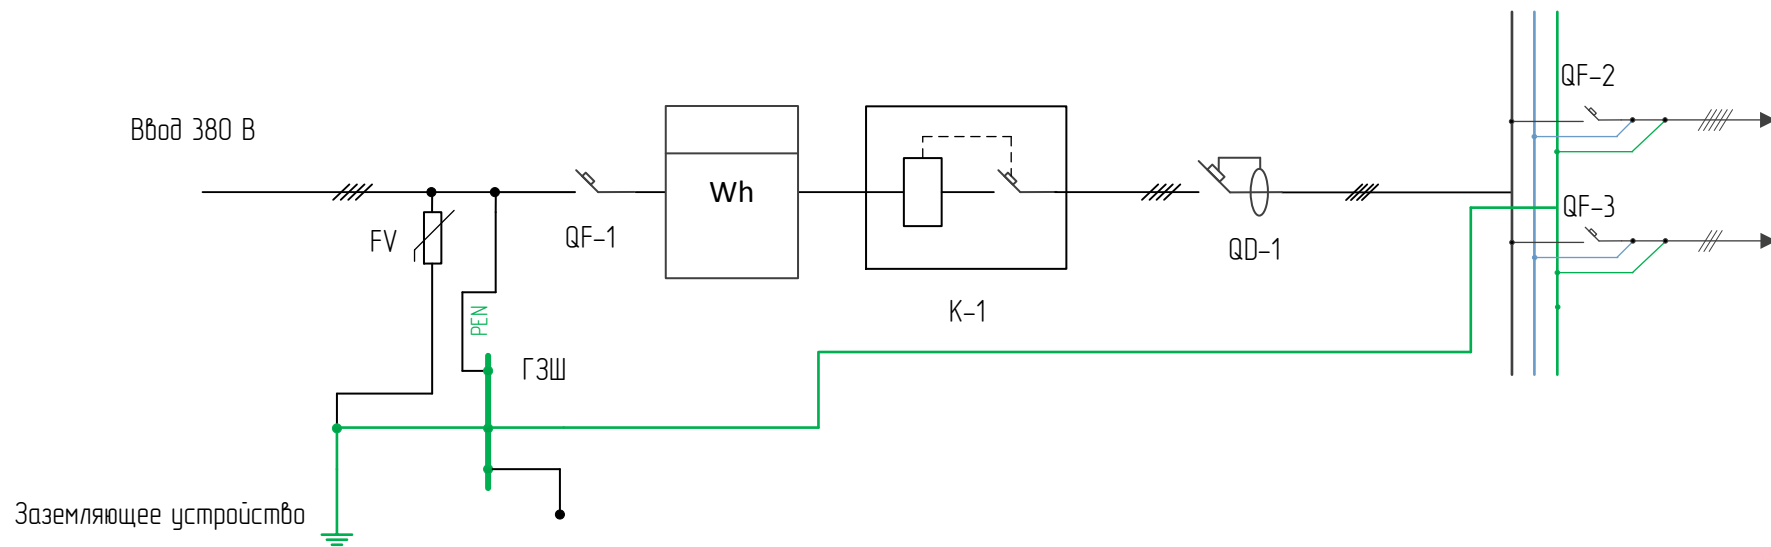 QF-2
Ввод 380 В
Wh
QF-3
FV
QF-1
QD-1
K-1
PEN
ГЗШ
Заземляющее устройство